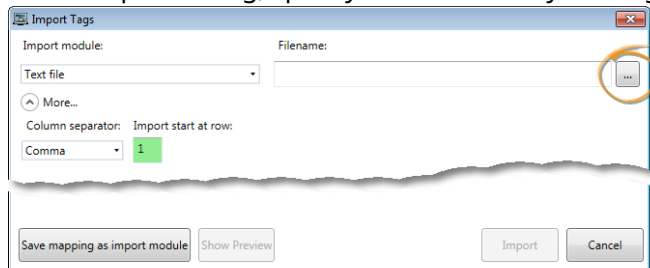 Import Tags
Import module: Filename:
Text file ...
More...
Column separator: Import start at row:
Comma 1
Save mapping as import module Show Preview Import Cancel